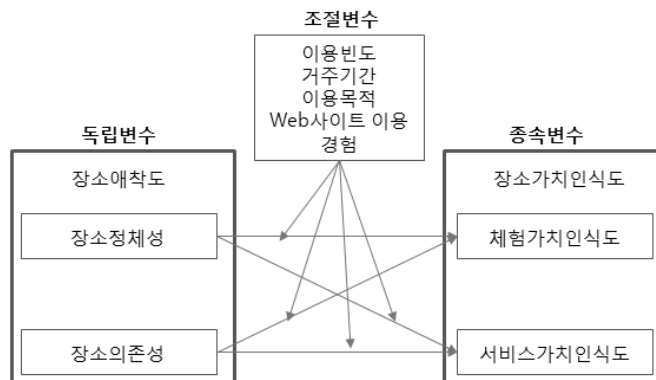 조절변수
이용빈도
거주기간
이용목적
Web사이트 이용
경험
독립변수
장소애착도
장소정체성
장소의존성
종속변수
장소가치인식도
체험가치인식도
서비스가치인식도